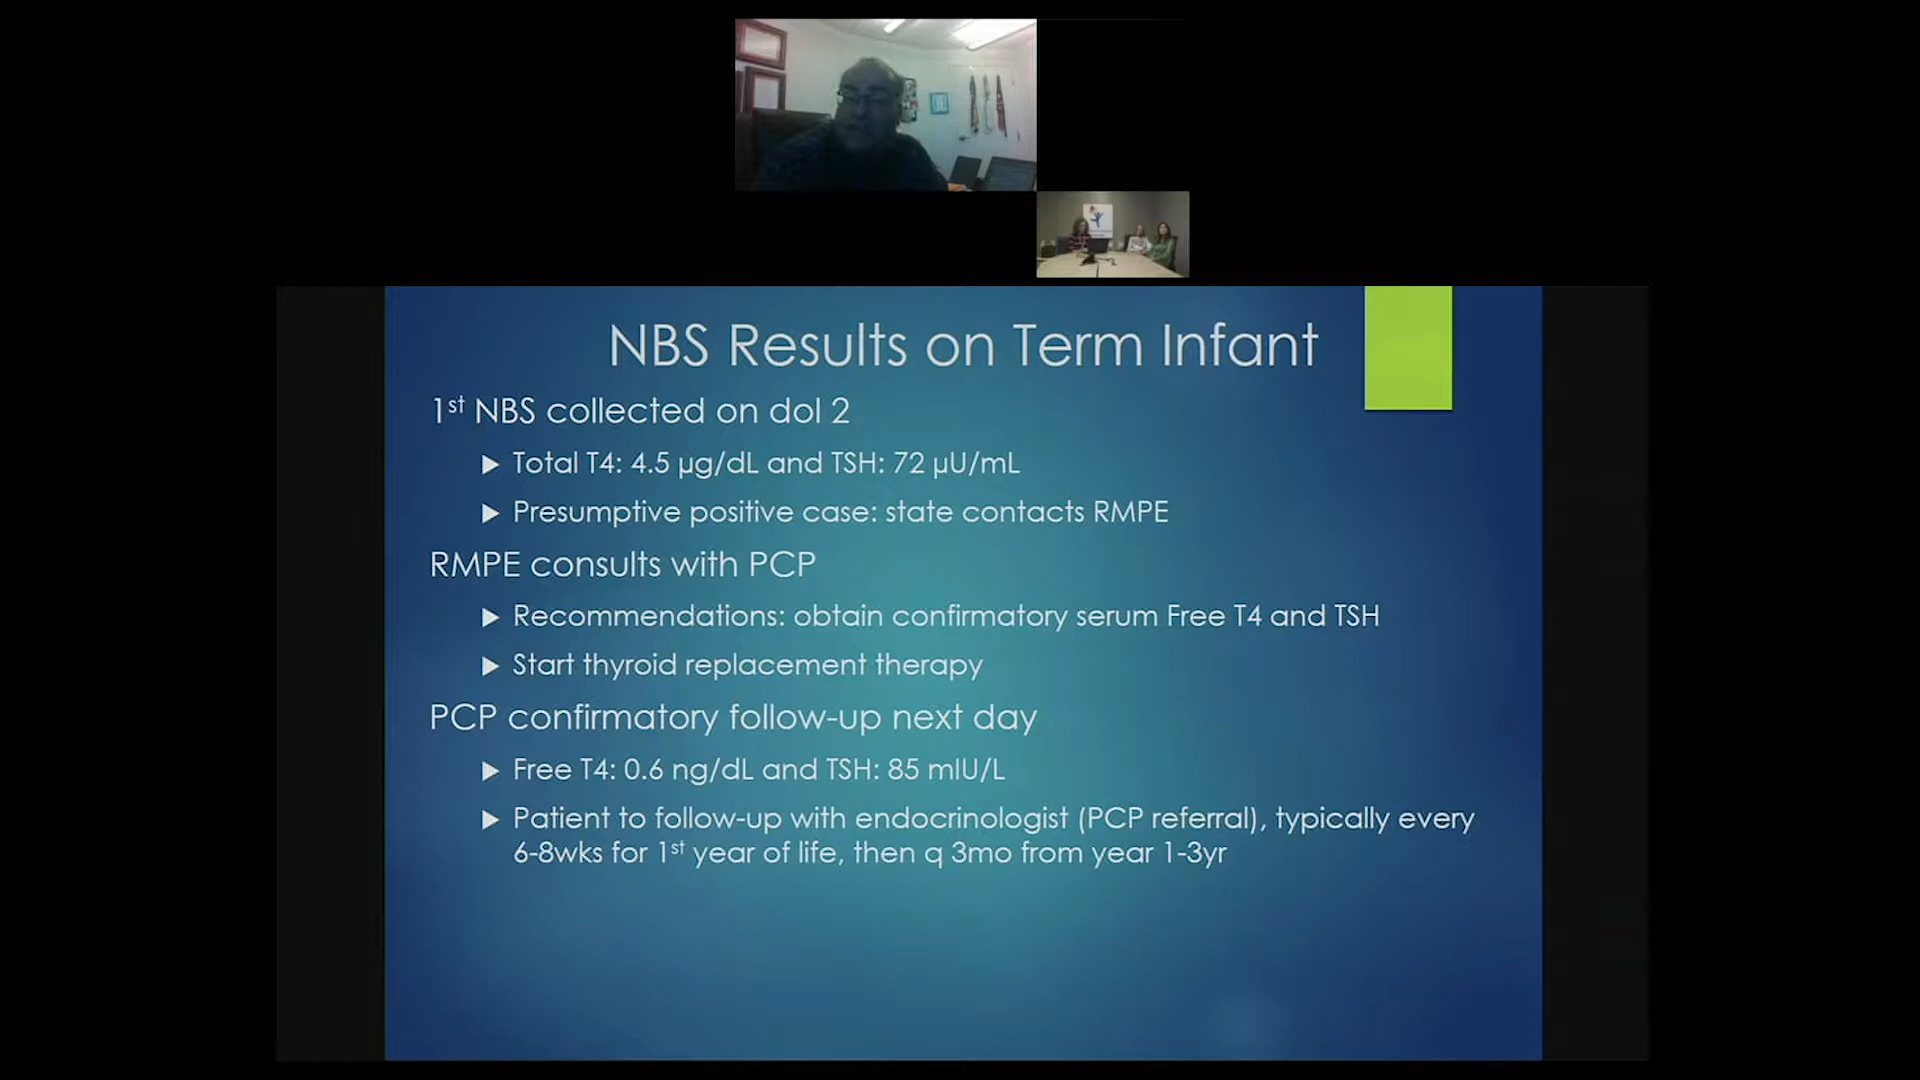 NBS Results on Term Infant
1st NBS collected on dol 2
Total T4: 4.5 µg/dL and TSH: 72 µU/mL
Presumptive positive case: state contacts RMPE
RMPE consults with PCP
Recommendations: obtain confirmatory serum Free T4 and TSH
Start thyroid replacement therapy
PCP confirmatory follow-up next day
Free T4: 0.6 ng/dL and TSH: 85 mIU/L
Patient to follow-up with endocrinologist (PCP referral), typically every
6-8wks for 1st year of life, then q 3mo from year 1-3yr